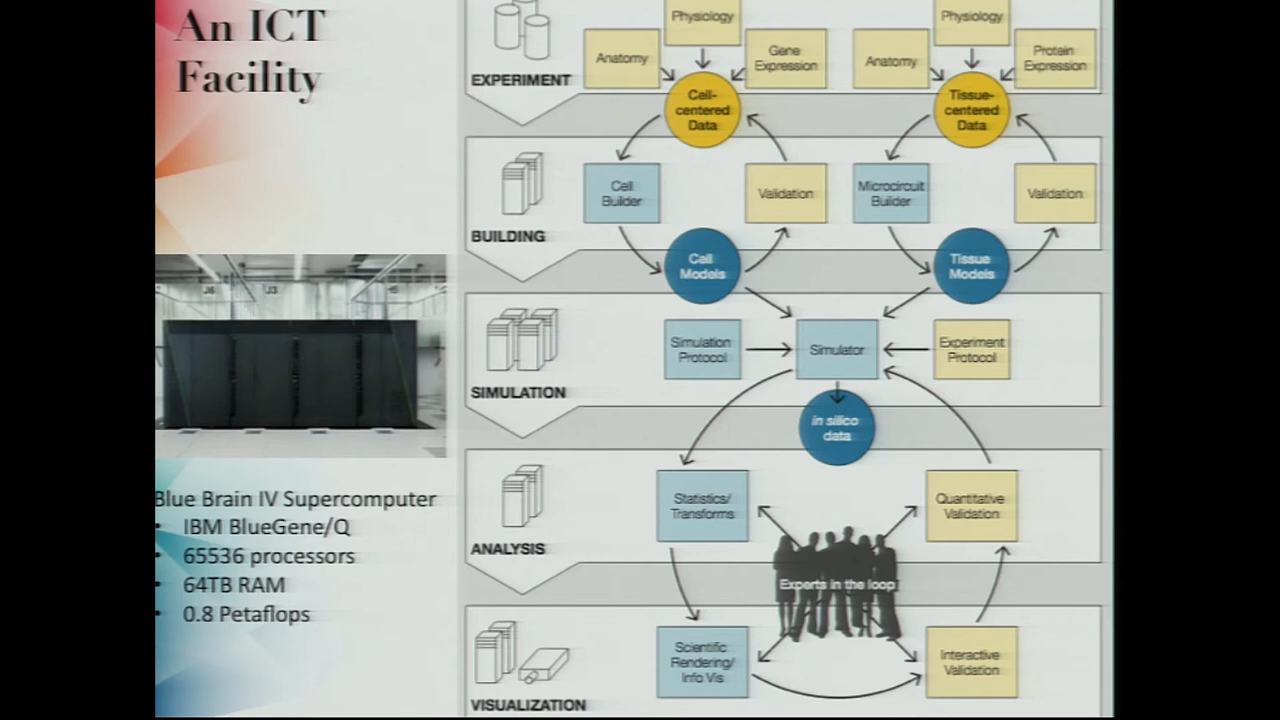 An ICT
Facility
J6
J3
Blue Brain IV Supercomputer
• IBM BlueGene/Q
• 65536 processors
• 64TB RAM
• 0.8 Petaflops
EXPERIMENT
Physiology
Anatomy
Gene
Expression
Cell-
centered
Data
Physiology
Anatomy
Protein
Expression
Tissue-
centered
Data
BUILDING
Cell
Builder
Validation
Microcircuit
Builder
Validation
Cell
Models
Tissue
Models
SIMULATION
Simulation
Protocol
Simulator
Experiment
Protocol
in silico
data
ANALYSIS
Statistics/
Transforms
Quantitative
Validation
Experts in the loop
VISUALIZATION
Scientific
Rendering/
Info Vis
Interactive
Validation